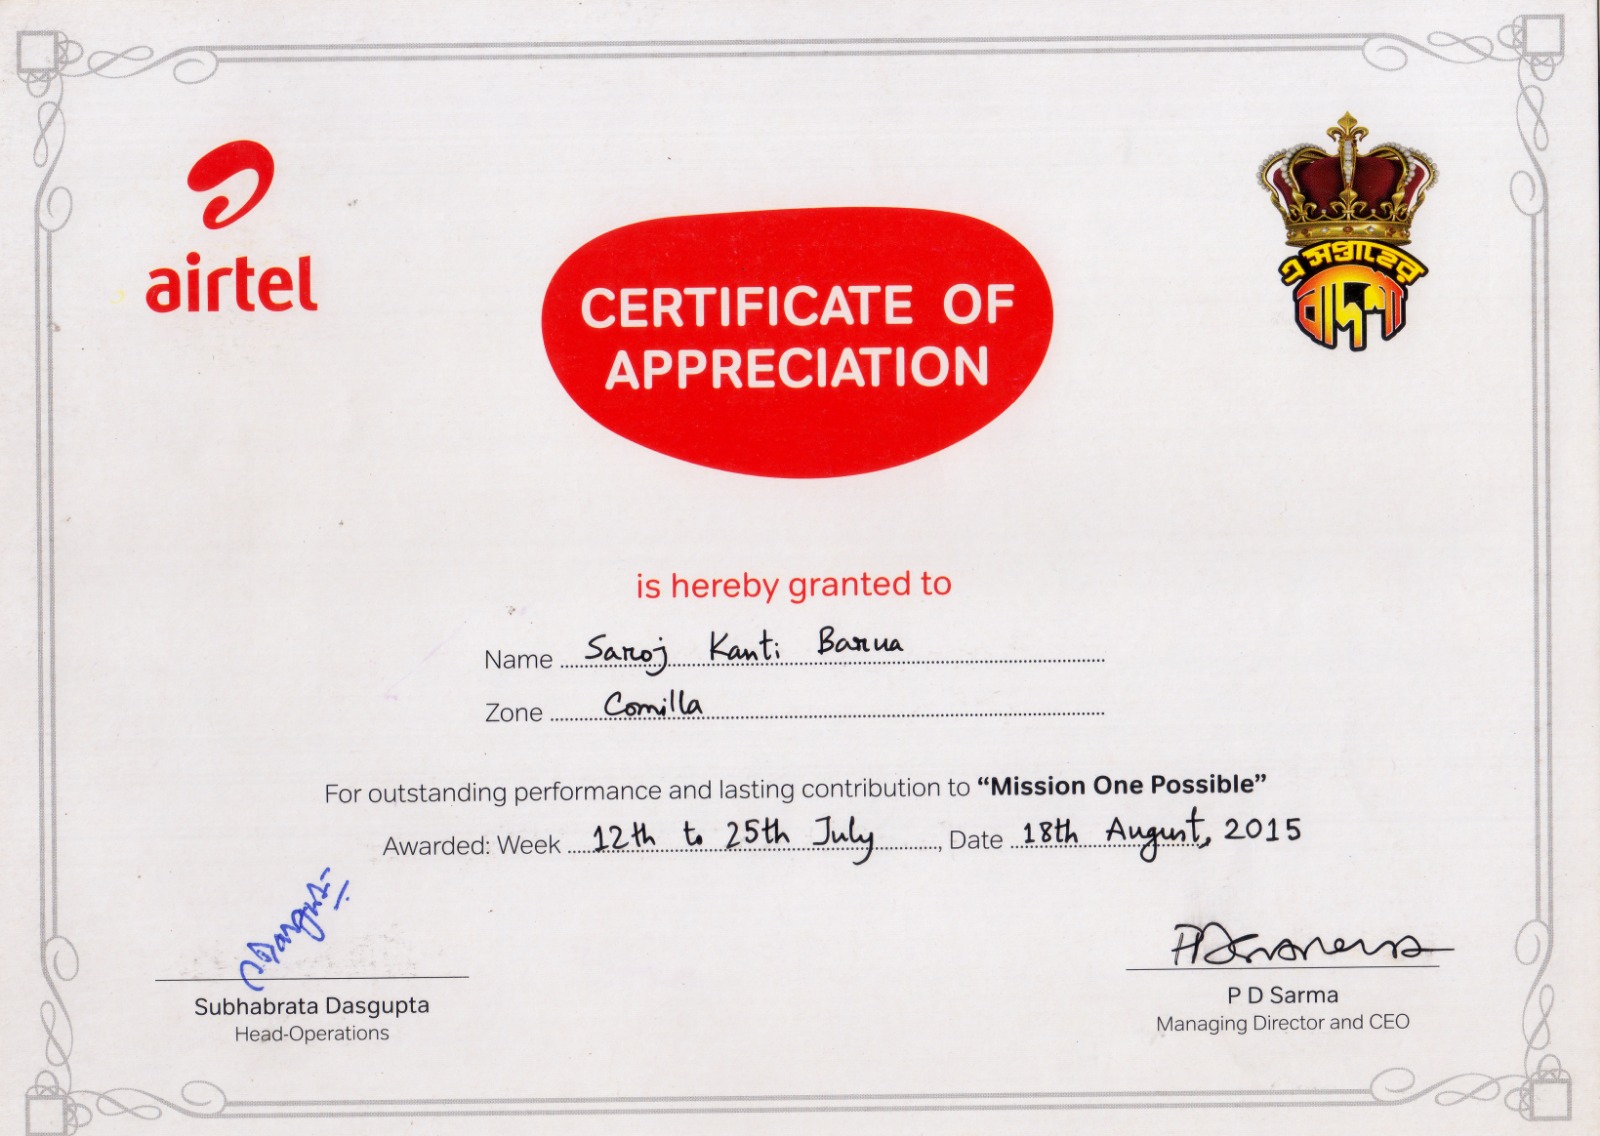 airtel
এ সপ্তাহের
বাদশা
CERTIFICATE OF
APPRECIATION
is hereby granted to
Name Saroj Kanti Barua
Zone Comilla
For outstanding performance and lasting contribution to “Mission One Possible”
Awarded: Week 12th to 25th July, Date 18th August, 2015
Subhabrata Dasgupta
Head-Operations
P D Sarma
Managing Director and CEO